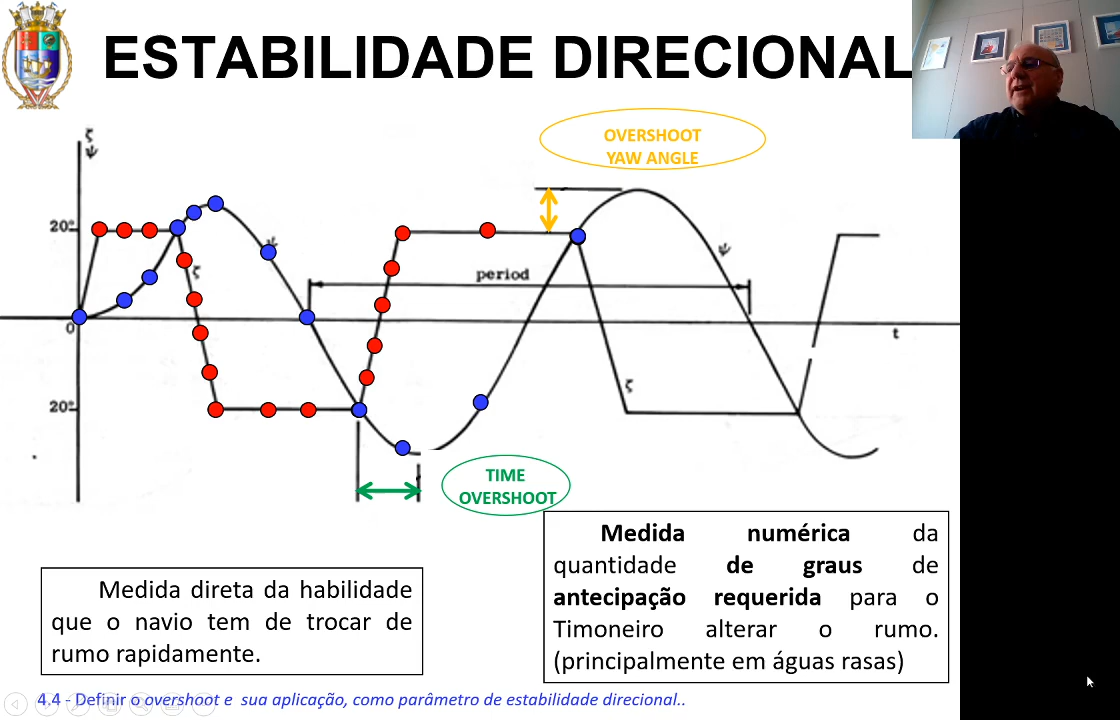 ESTABILIDADE DIRECIONAL
ζ
ψ
OVERSHOOT
YAW ANGLE
20°
ψ
ζ
period
ψ
0
t
20°
ζ
TIME
OVERSHOOT
Medida numérica da
quantidade de graus de
antecipação requerida para o
Timoneiro alterar o rumo.
(principalmente em águas rasas)
Medida direta da habilidade
que o navio tem de trocar de
rumo rapidamente.
4.4 - Definir o overshoot e sua aplicação, como parâmetro de estabilidade direcional..